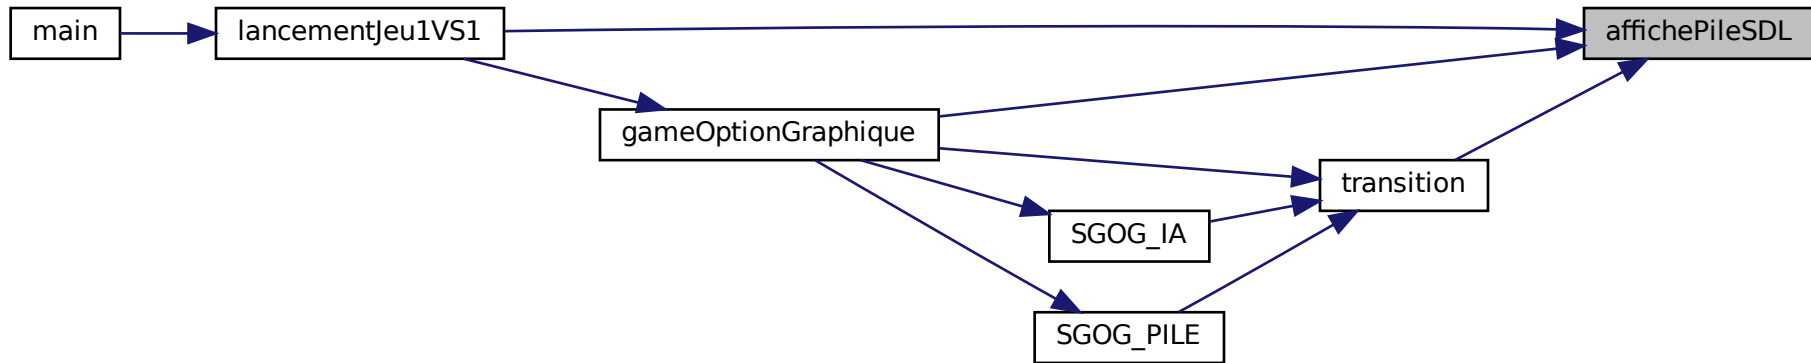 main
lancementJeu1VS1
affichePileSDL
gameOptionGraphique
transition
SGOG_IA
SGOG_PILE